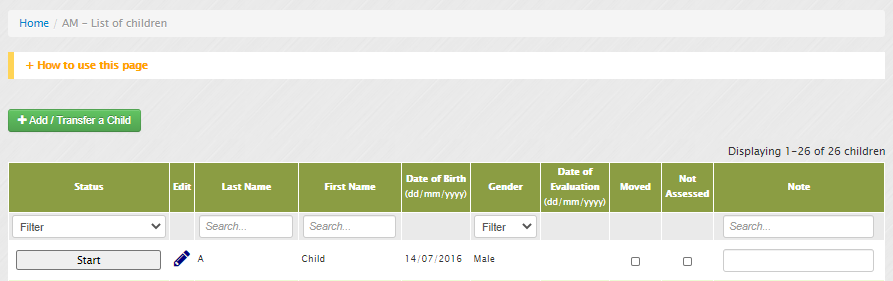 Home / AM - List of children
+ How to use this page
Add / Transfer a Child
Displaying 1-26 of 26 children
Status Edit Last Name First Name Date of Birth (dd/mm/yyyy) Gender Date of Evaluation (dd/mm/yyyy) Moved Not Assessed Note
Filter Search... Search... Filter Search...
Start A Child 14/07/2016 Male